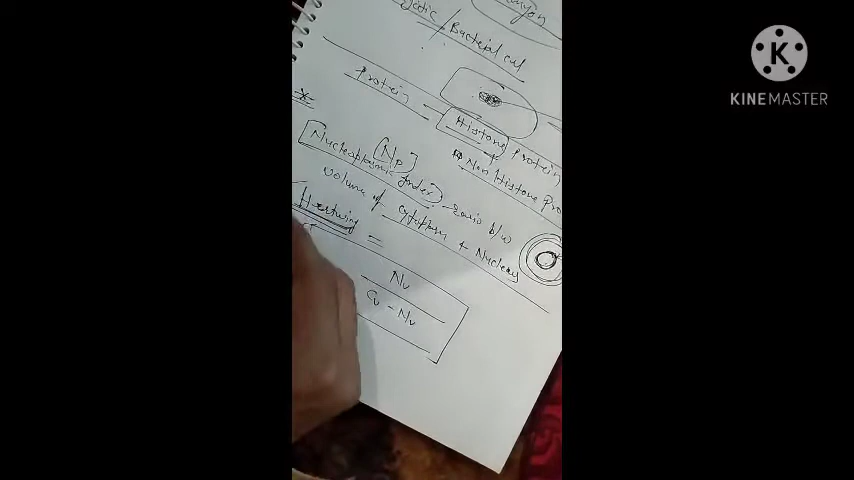 Bacterial cell
Protein
Histone Protein
Non Histone Pro
[Np]
Nucleoplasmic Index
ratio b/w
volume of cytoplasm + Nucleus
Hertwing
=
Nv
Cv - Nv
K
KINEMASTER